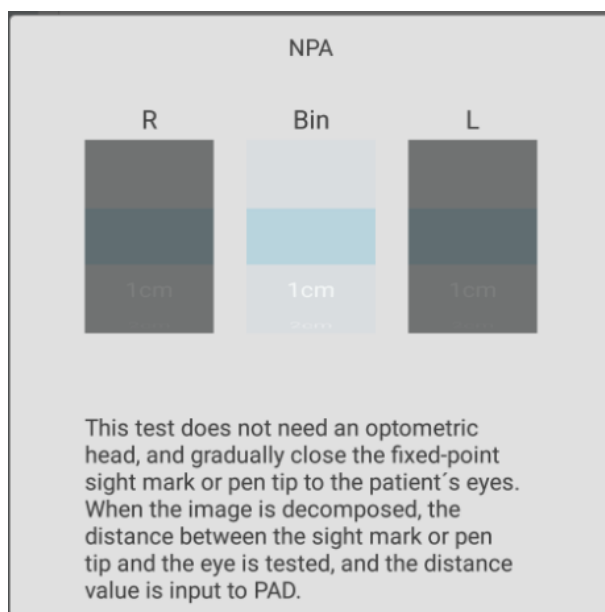 NPA
R Bin L
1cm 1cm 1cm
This test does not need an optometric
head, and gradually close the fixed-point
sight mark or pen tip to the patient´s eyes.
When the image is decomposed, the
distance between the sight mark or pen
tip and the eye is tested, and the distance
value is input to PAD.